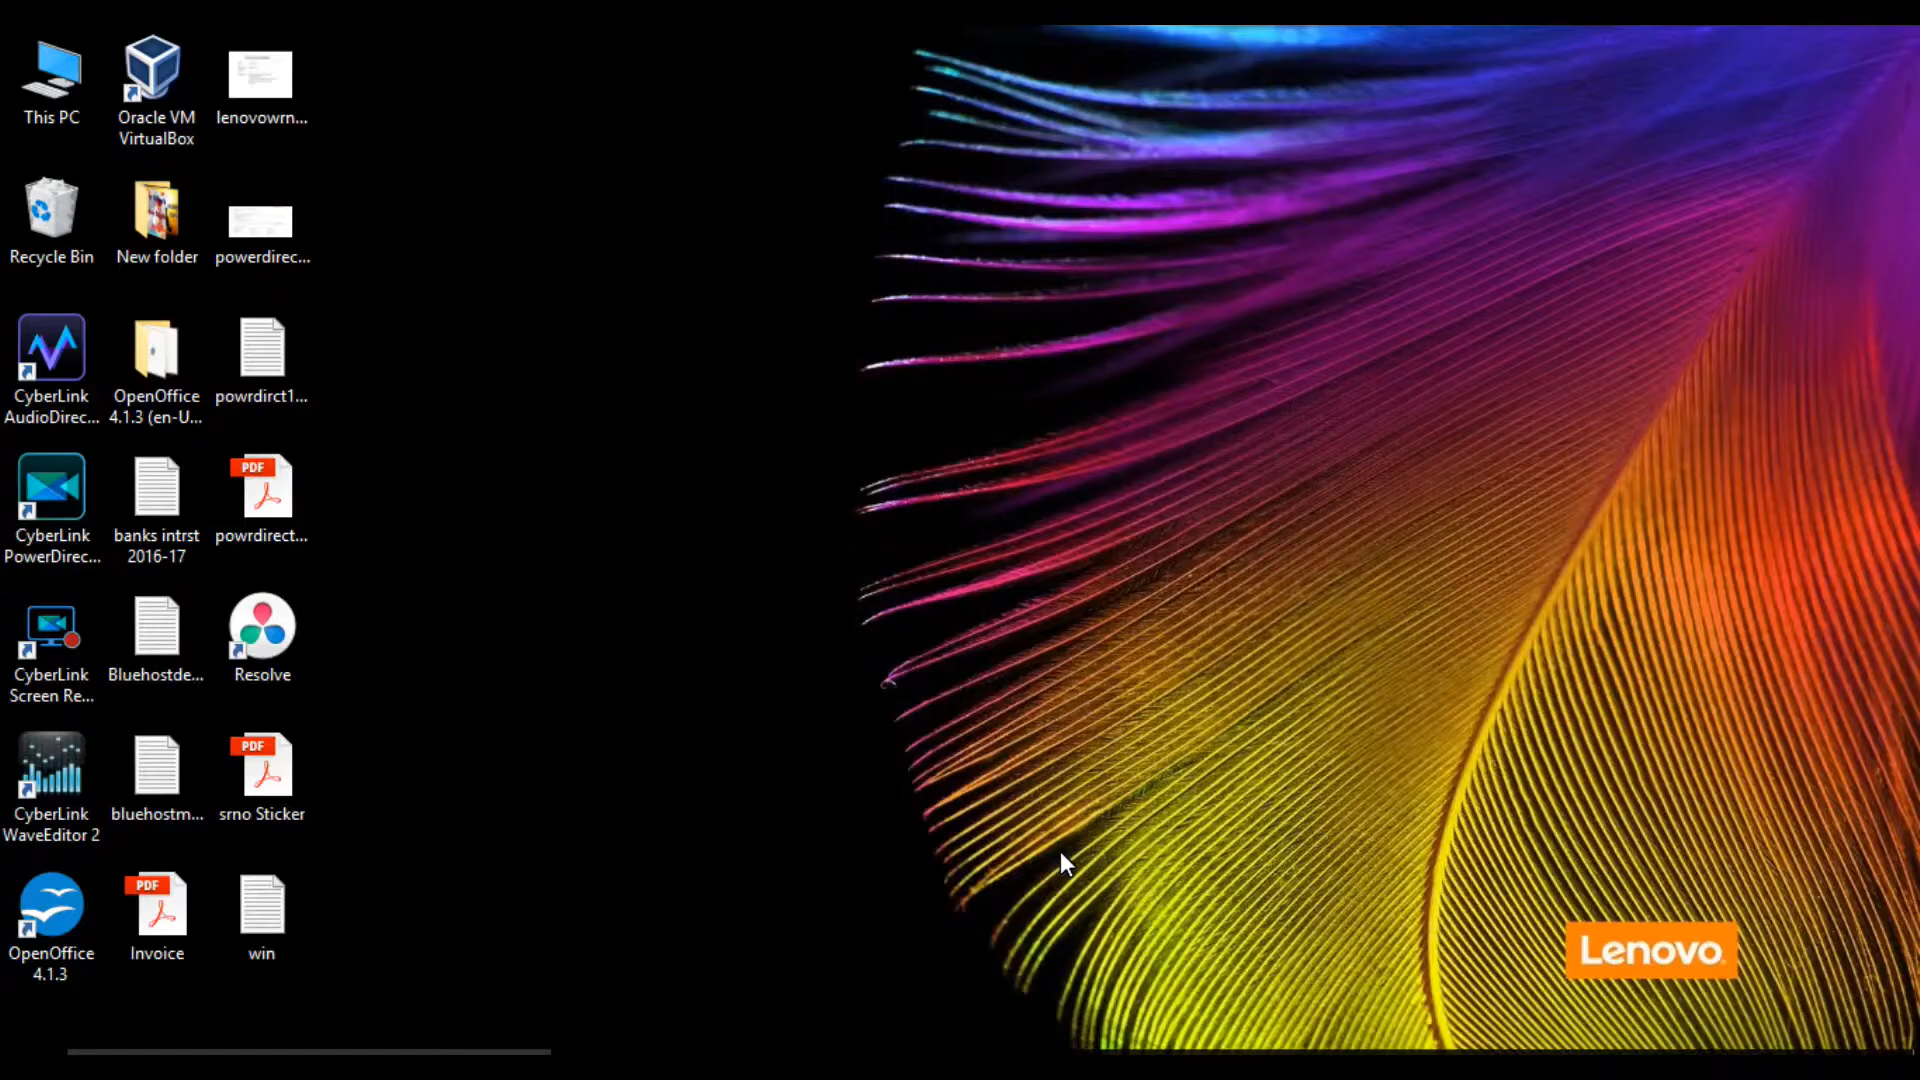 This PC
Oracle VM
VirtualBox
lenovowrn...
Recycle Bin
New folder
powerdirec...
CyberLink
AudioDirec...
OpenOffice
4.1.3 (en-U...
powrdirct1...
CyberLink
PowerDirec...
banks intrst
2016-17
PDF
powrdirect...
CyberLink
Screen Re...
Bluehostde...
Resolve
CyberLink
WaveEditor 2
bluehostm...
PDF
srno Sticker
OpenOffice
4.1.3
PDF
Invoice
win
Lenovo